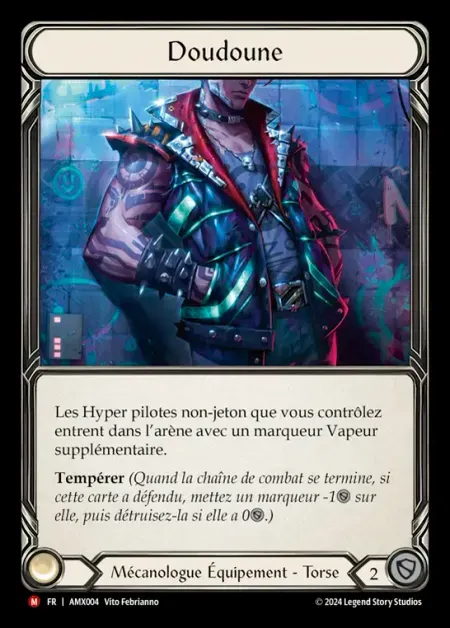 Doudoune
Les Hyper pilotes non-jeton que vous contrôlez
entrent dans l'arène avec un marqueur Vapeur
supplémentaire.
Tempérer (Quand la chaîne de combat se termine, si
cette carte a défendu, mettez un marqueur -1 sur
elle, puis détruisez-la si elle a 0.)
Mécanologue Équipement - Torse 2
M FR | AMX004 Vito Febrianno © 2024 Legend Story Studios